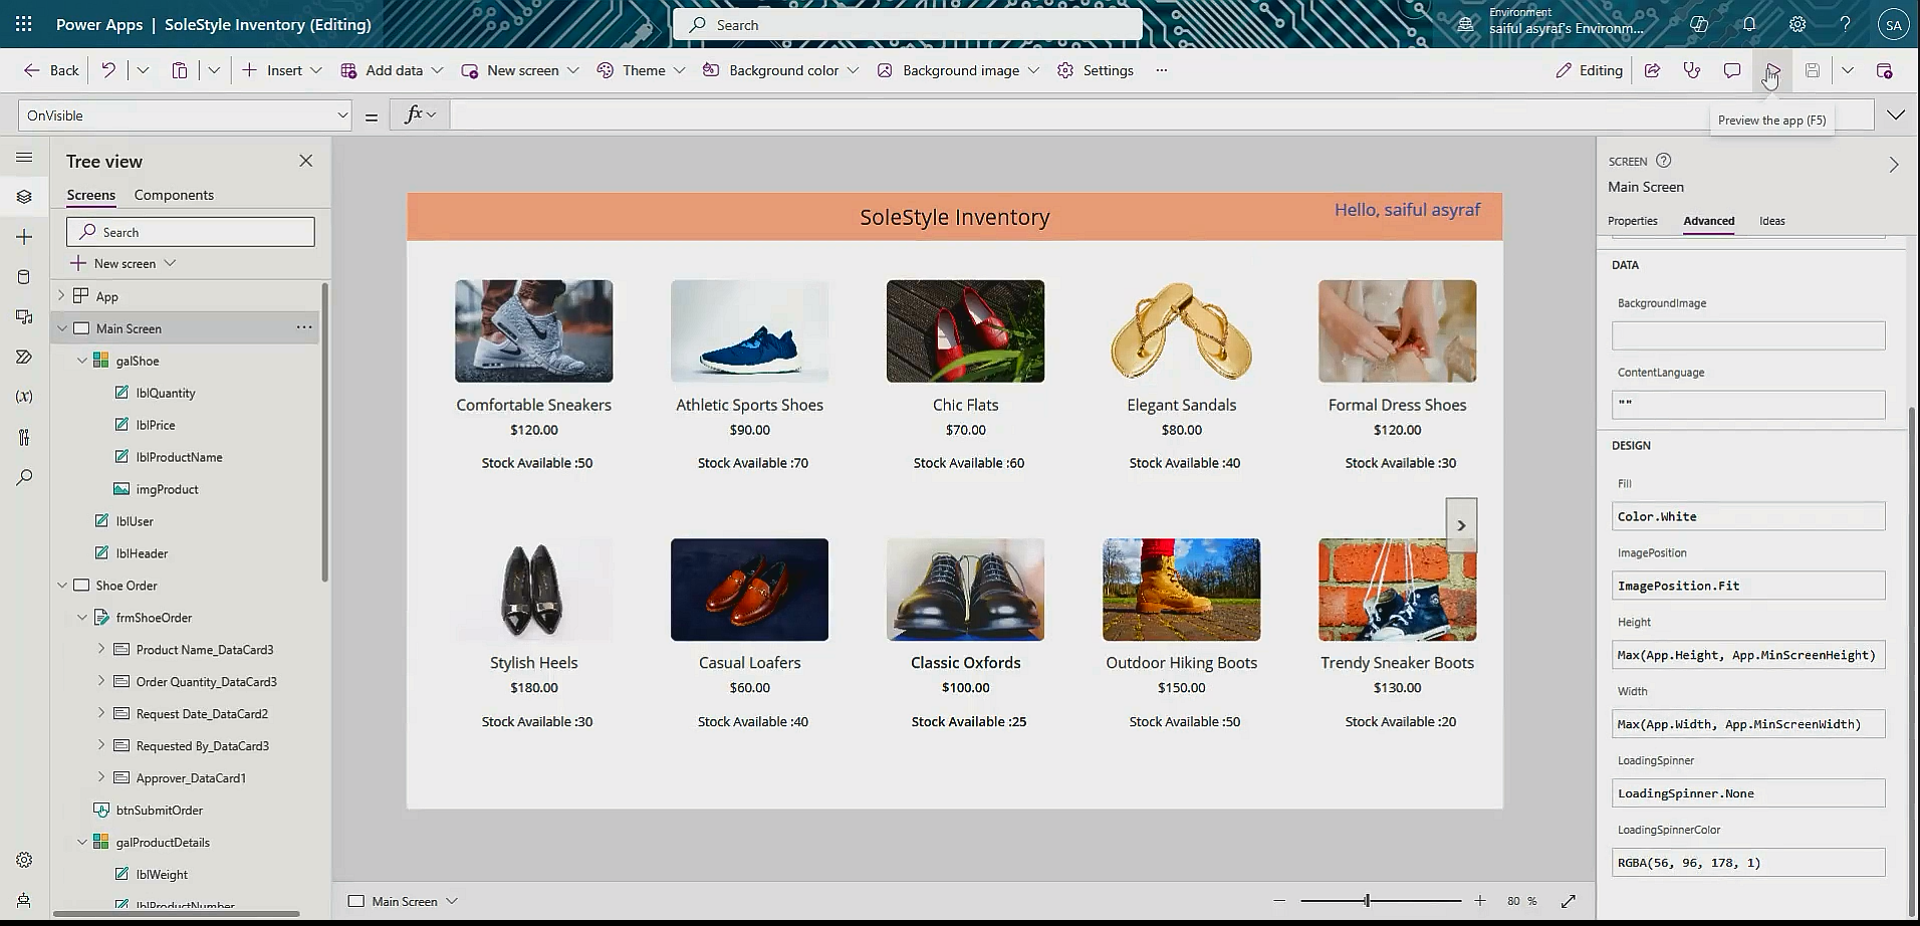 Power Apps | SoleStyle Inventory (Editing)
Search
Environment
saiful asyraf's Environm...
SA
Back
Insert
Add data
New screen
Theme
Background color
Background image
Settings
...
Editing
OnVisible
=
fx
Preview the app (F5)
Tree view
Screens
Components
Search
New screen
App
Main Screen
...
galShoe
lblQuantity
lblPrice
lblProductName
imgProduct
lblUser
lblHeader
Shoe Order
frmShoeOrder
Product Name_DataCard3
Order Quantity_DataCard3
Request Date_DataCard2
Requested By_DataCard3
Approver_DataCard1
btnSubmitOrder
galProductDetails
lblWeight
lblProductNumber
SoleStyle Inventory
Hello, saiful asyraf
Comfortable Sneakers
$120.00
Stock Available :50
Athletic Sports Shoes
$90.00
Stock Available :70
Chic Flats
$70.00
Stock Available :60
Elegant Sandals
$80.00
Stock Available :40
Formal Dress Shoes
$120.00
Stock Available :30
Stylish Heels
$180.00
Stock Available :30
Casual Loafers
$60.00
Stock Available :40
Classic Oxfords
$100.00
Stock Available :25
Outdoor Hiking Boots
$150.00
Stock Available :50
Trendy Sneaker Boots
$130.00
Stock Available :20
Main Screen
80 %
SCREEN
Main Screen
Properties
Advanced
Ideas
DATA
BackgroundImage
ContentLanguage
""
DESIGN
Fill
Color.White
ImagePosition
ImagePosition.Fit
Height
Max(App.Height, App.MinScreenHeight)
Width
Max(App.Width, App.MinScreenWidth)
LoadingSpinner
LoadingSpinner.None
LoadingSpinnerColor
RGBA(56, 96, 178, 1)